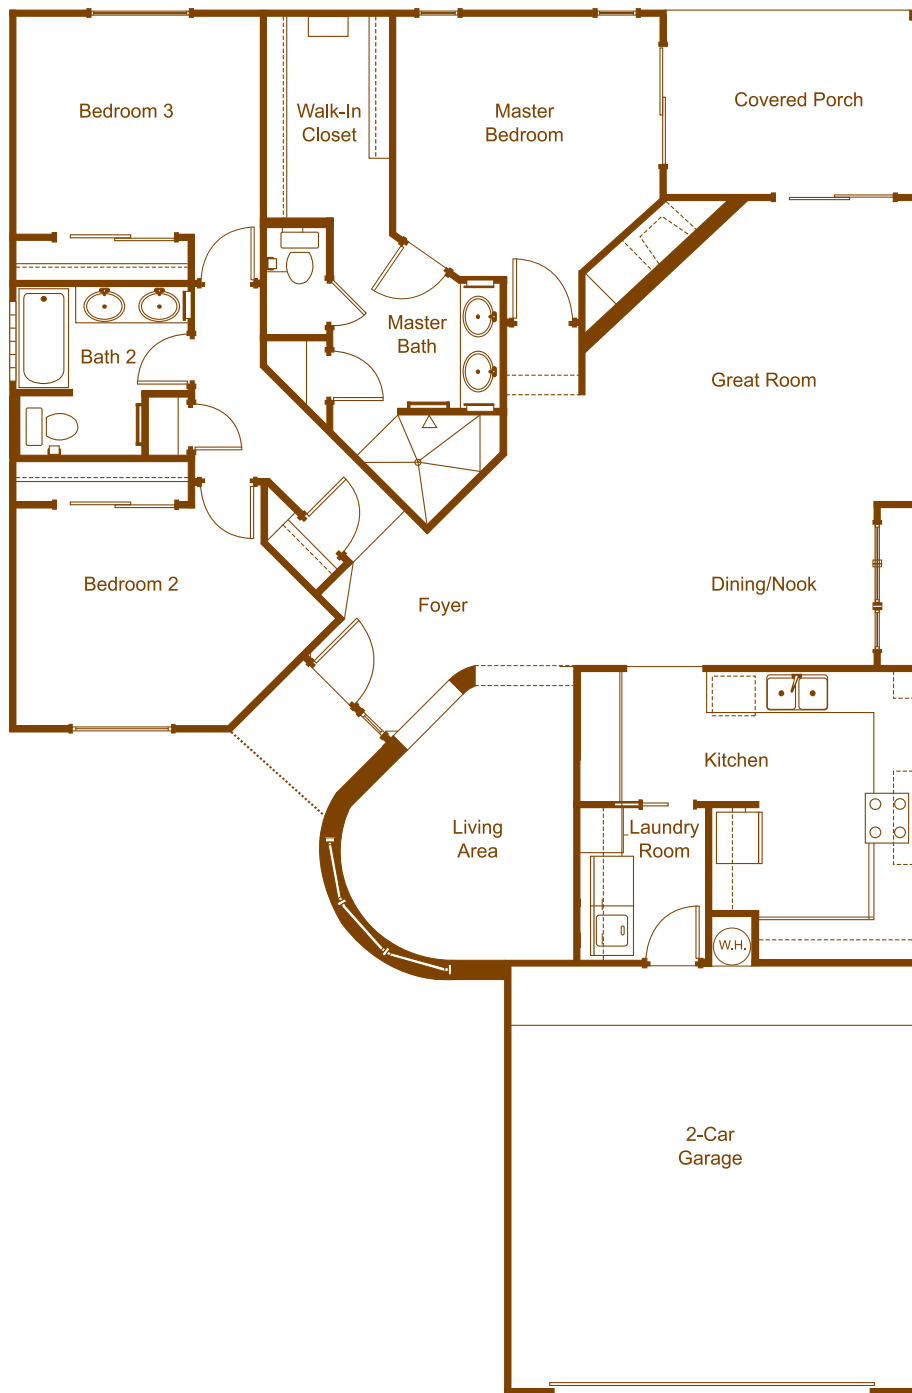 Bedroom 3
Walk-In
Closet
Master
Bedroom
Covered Porch
Master
Bath
Bath 2
Great Room
Bedroom 2
Foyer
Dining/Nook
Kitchen
Living
Area
Laundry
Room
W.H.
2-Car
Garage